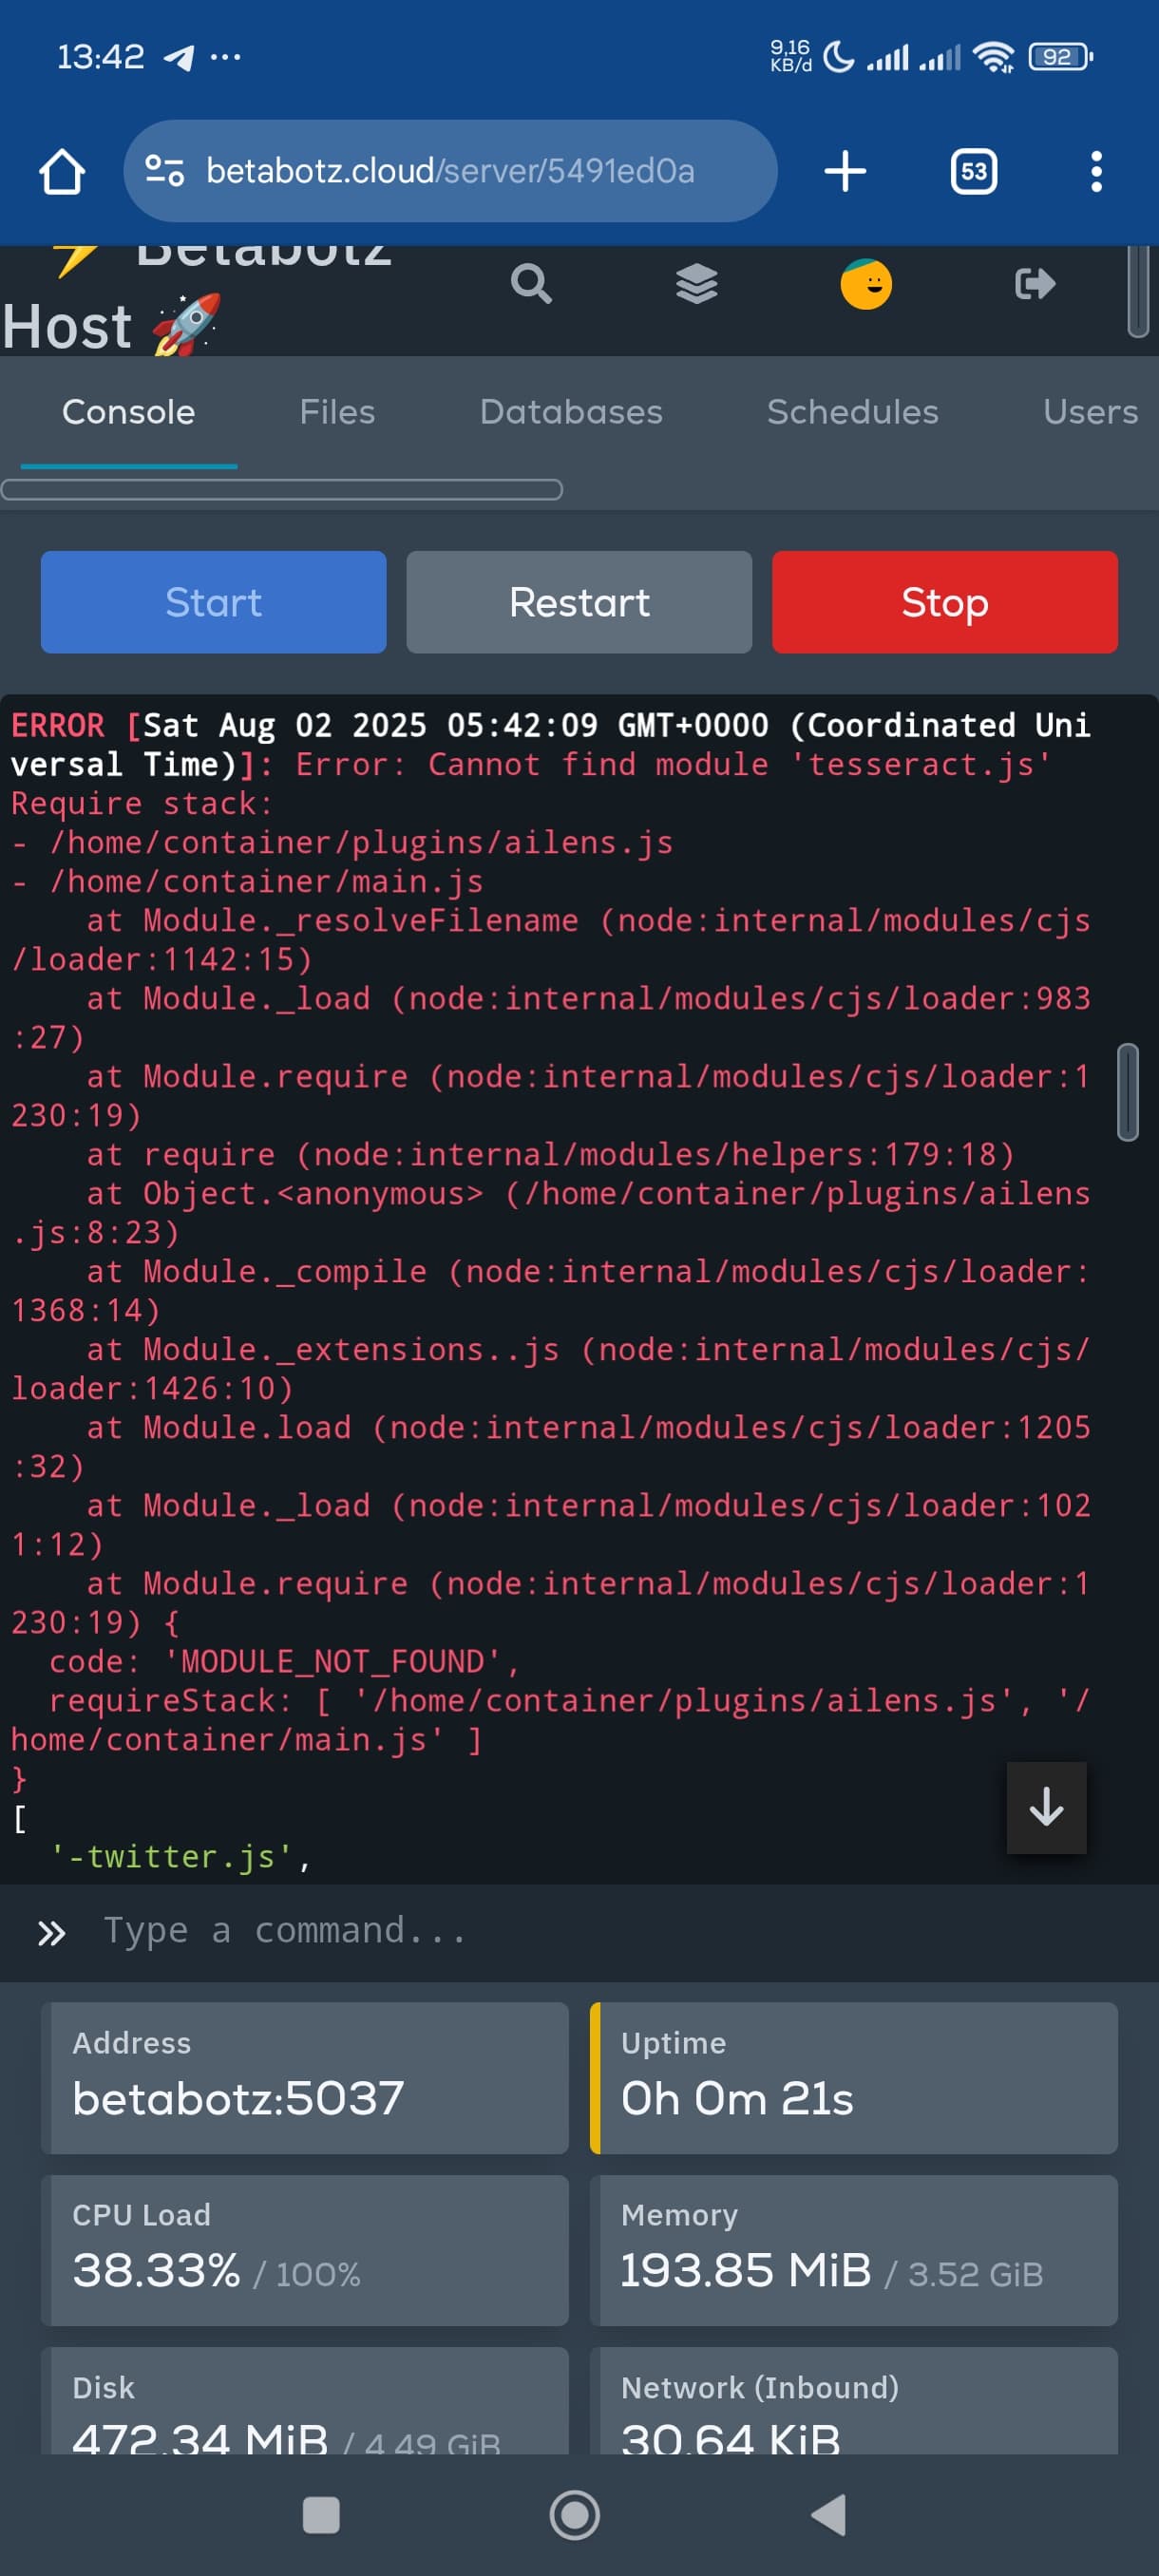 13:42
9,16
KB/d
92
betabotz.cloud/server/5491ed0a
53
Betabotz
Host
Console Files Databases Schedules Users
Start Restart Stop
ERROR [Sat Aug 02 2025 05:42:09 GMT+0000 (Coordinated Uni
versal Time)]: Error: Cannot find module 'tesseract.js'
Require stack:
- /home/container/plugins/ailens.js
- /home/container/main.js
at Module._resolveFilename (node:internal/modules/cjs
/loader:1142:15)
at Module._load (node:internal/modules/cjs/loader:983
:27)
at Module.require (node:internal/modules/cjs/loader:1
230:19)
at require (node:internal/modules/helpers:179:18)
at Object.<anonymous> (/home/container/plugins/ailens
.js:8:23)
at Module._compile (node:internal/modules/cjs/loader:
1368:14)
at Module._extensions..js (node:internal/modules/cjs/
loader:1426:10)
at Module.load (node:internal/modules/cjs/loader:1205
:32)
at Module._load (node:internal/modules/cjs/loader:102
1:12)
at Module.require (node:internal/modules/cjs/loader:1
230:19) {
code: 'MODULE_NOT_FOUND',
requireStack: [ '/home/container/plugins/ailens.js', '/
home/container/main.js' ]
}
[
'-twitter.js',
Type a command...
Address
betabotz:5037
Uptime
0h 0m 21s
CPU Load
38.33% / 100%
Memory
193.85 MiB / 3.52 GiB
Disk
472.34 MiB / 4.49 GiB
Network (Inbound)
30.64 KiB